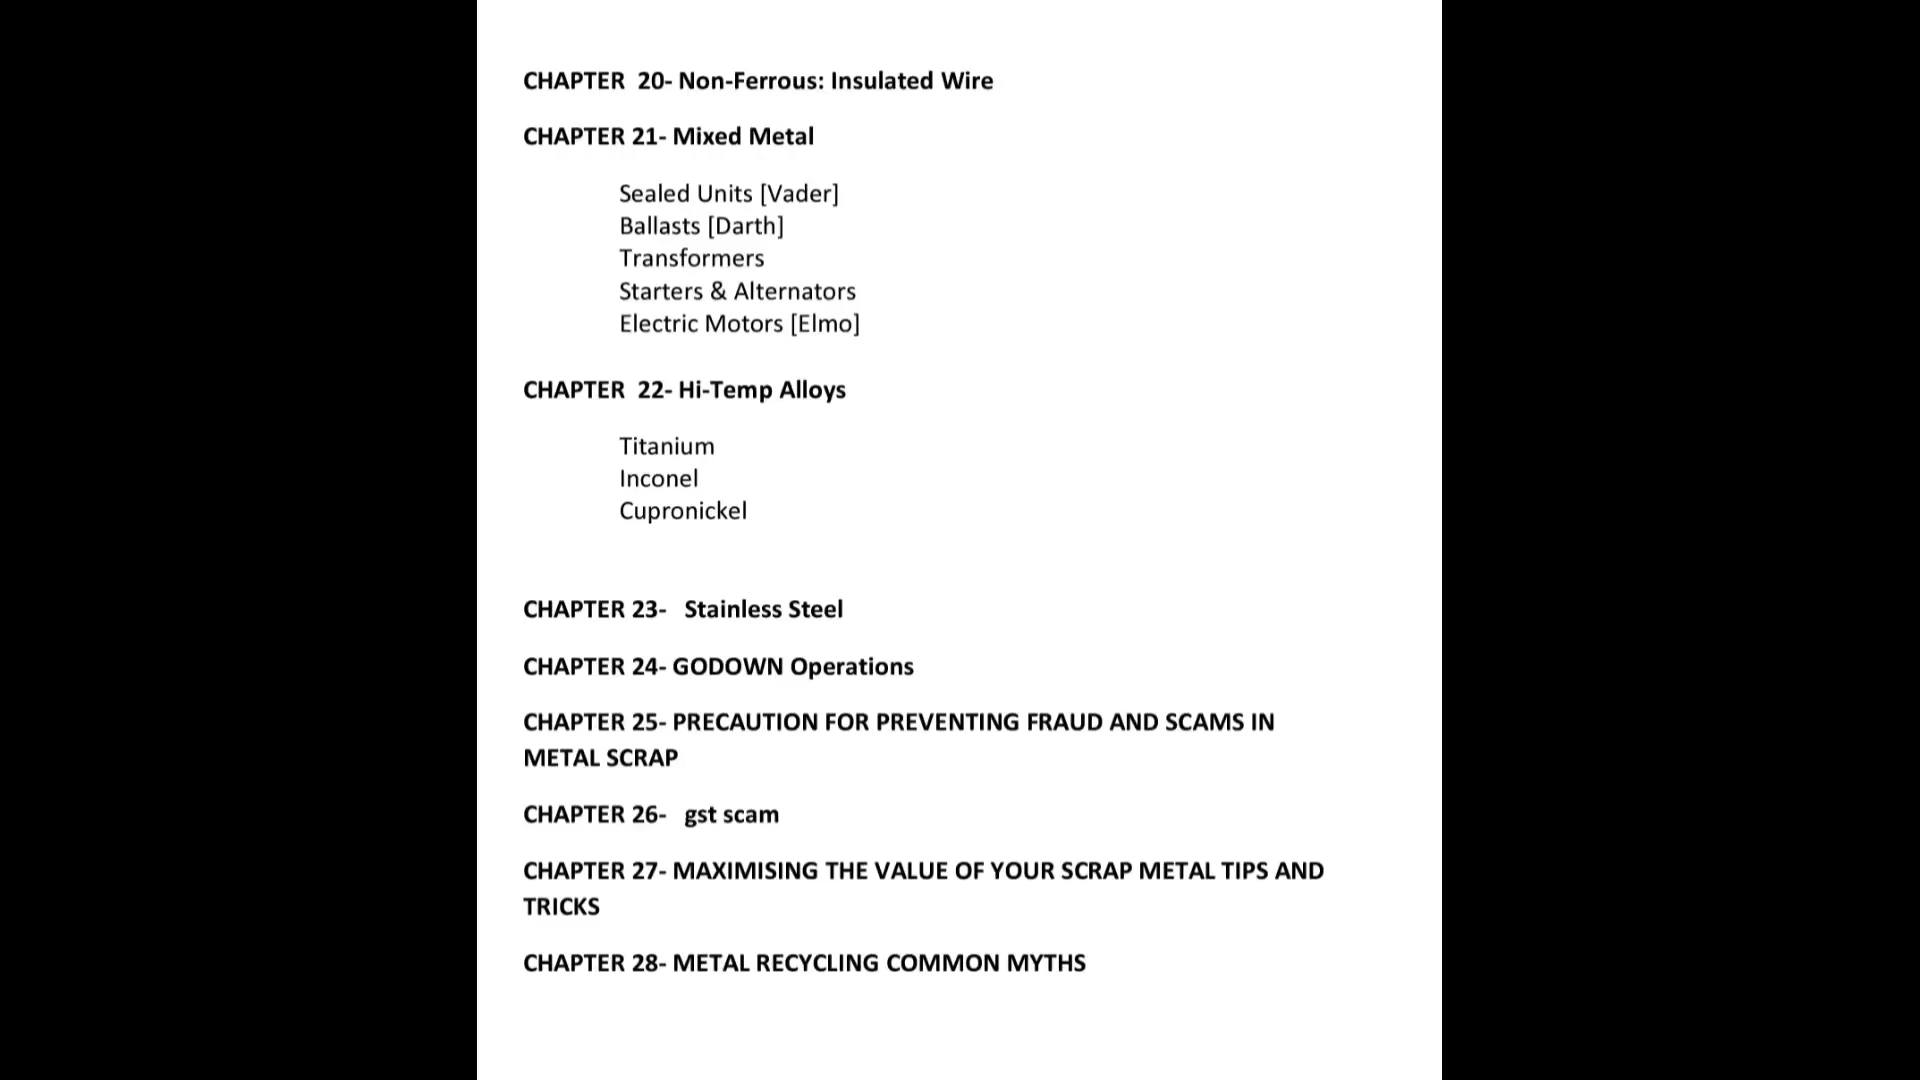 CHAPTER  20- Non-Ferrous: Insulated Wire
CHAPTER 21- Mixed Metal
Sealed Units [Vader]
Ballasts [Darth]
Transformers
Starters & Alternators
Electric Motors [Elmo]
CHAPTER  22- Hi-Temp Alloys
Titanium
Inconel
Cupronickel
CHAPTER 23-   Stainless Steel
CHAPTER 24- GODOWN Operations
CHAPTER 25- PRECAUTION FOR PREVENTING FRAUD AND SCAMS IN
METAL SCRAP
CHAPTER 26-   gst scam
CHAPTER 27- MAXIMISING THE VALUE OF YOUR SCRAP METAL TIPS AND
TRICKS
CHAPTER 28- METAL RECYCLING COMMON MYTHS